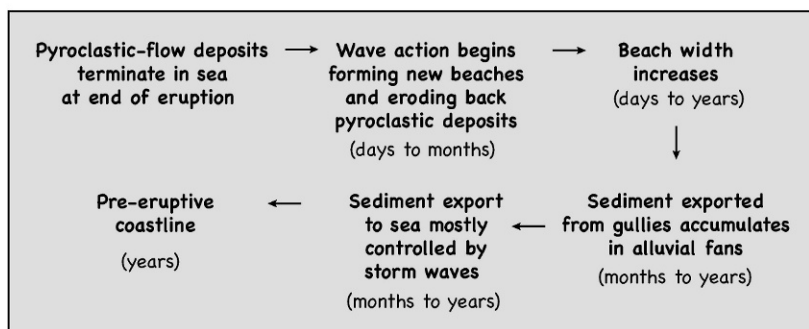 Pyroclastic-flow deposits
terminate in sea
at end of eruption
Wave action begins
forming new beaches
and eroding back
pyroclastic deposits
(days to months)
Beach width
increases
(days to years)
Sediment exported
from gullies accumulates
in alluvial fans
(months to years)
Sediment export
to sea mostly
controlled by
storm waves
(months to years)
Pre-eruptive
coastline
(years)